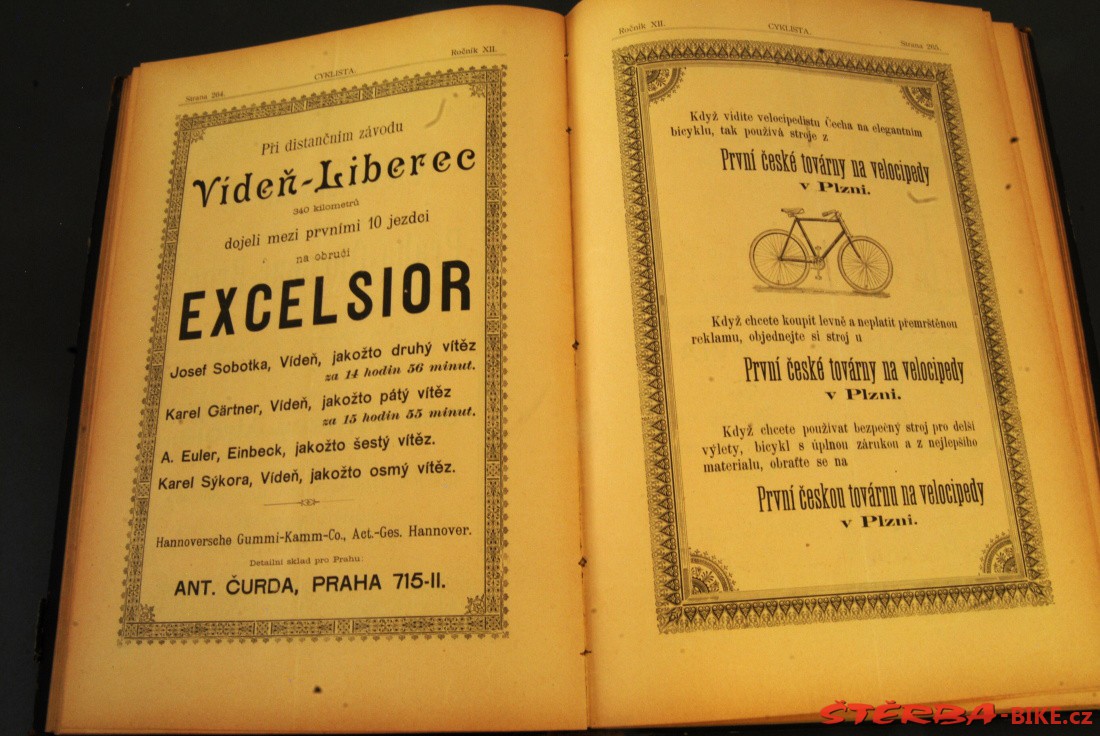 Strana 264.
CYKLISTA.
Ročník XII.
Při distančním závodu
Vídeň-Liberec
340 kilometrů
dojeli mezi prvními 10 jezdci
na obruči
EXCELSIOR
Josef Sobotka, Vídeň, jakožto druhý vítěz
za 14 hodin 56 minut.
Karel Gärtner, Vídeň, jakožto pátý vítěz
za 15 hodin 55 minut.
A. Euler, Einbeck, jakožto šestý vítěz.
Karel Sýkora, Vídeň, jakožto osmý vítěz.
Hannoversche Gummi-Kamm-Co., Act.-Ges. Hannover.
Detailní sklad pro Prahu:
ANT. ČURDA, PRAHA 715-II.
Ročník XII.
CYKLISTA.
Strana 265.
Když vidíte velocipedistu Čecha na elegantním
bicyklu, tak používá stroje z
První české továrny na velocipedy
v Plzni.
Když chcete koupit levně a neplatit přemrštěnou
reklamu, objednejte si stroj u
První české továrny na velocipedy
v Plzni.
Když chcete používat bezpečný stroj pro delší
výlety, bicykl s úplnou zárukou a z nejlepšího
materialu, obraťte se na
První českou továrnu na velocipedy
v Plzni.
ŠTĚRBA-BIKE.CZ